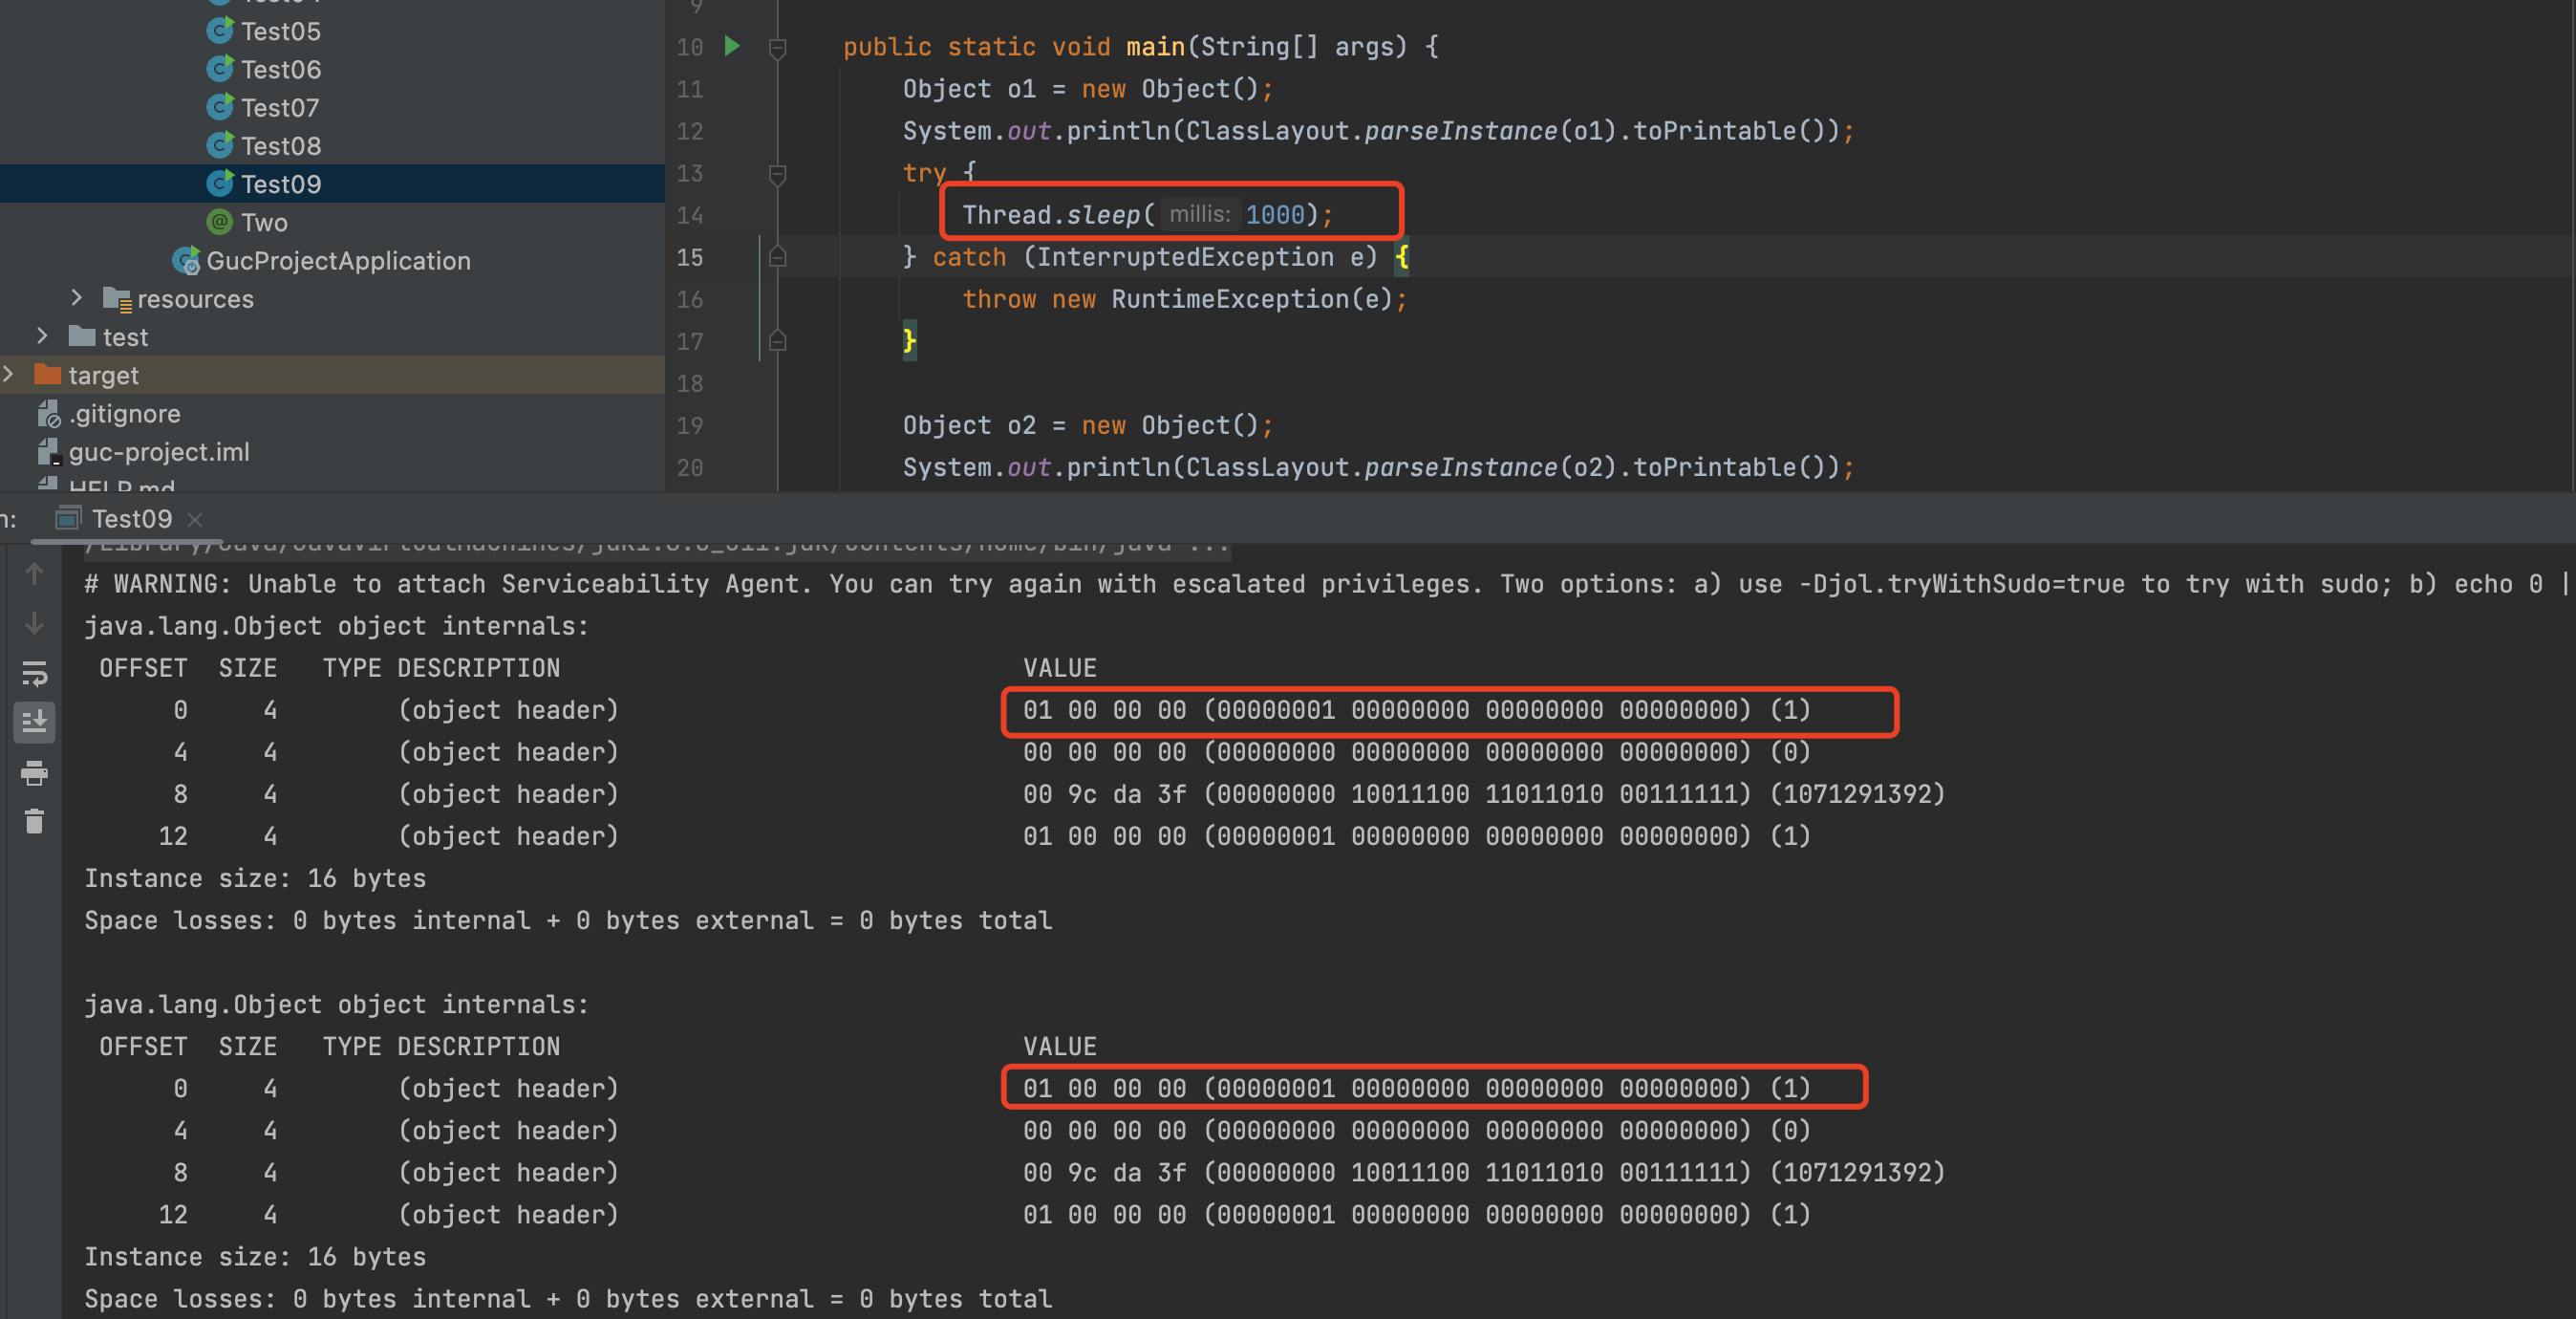 Test05
Test06
Test07
Test08
Test09
Two
GucProjectApplication
resources
test
target
.gitignore
guc-project.iml
HELP.md
9
10 public static void main(String[] args) {
11 Object o1 = new Object();
12 System.out.println(ClassLayout.parseInstance(o1).toPrintable());
13 try {
14 Thread.sleep( millis: 1000);
15 } catch (InterruptedException e) {
16 throw new RuntimeException(e);
17 }
18
19 Object o2 = new Object();
20 System.out.println(ClassLayout.parseInstance(o2).toPrintable());
n: Test09
# WARNING: Unable to attach Serviceability Agent. You can try again with escalated privileges. Two options: a) use -Djol.tryWithSudo=true to try with sudo; b) echo 0 |
java.lang.Object object internals:
OFFSET SIZE TYPE DESCRIPTION VALUE
0 4 (object header) 01 00 00 00 (00000001 00000000 00000000 00000000) (1)
4 4 (object header) 00 00 00 00 (00000000 00000000 00000000 00000000) (0)
8 4 (object header) 00 9c da 3f (00000000 10011100 11011010 00111111) (1071291392)
12 4 (object header) 01 00 00 00 (00000001 00000000 00000000 00000000) (1)
Instance size: 16 bytes
Space losses: 0 bytes internal + 0 bytes external = 0 bytes total
java.lang.Object object internals:
OFFSET SIZE TYPE DESCRIPTION VALUE
0 4 (object header) 01 00 00 00 (00000001 00000000 00000000 00000000) (1)
4 4 (object header) 00 00 00 00 (00000000 00000000 00000000 00000000) (0)
8 4 (object header) 00 9c da 3f (00000000 10011100 11011010 00111111) (1071291392)
12 4 (object header) 01 00 00 00 (00000001 00000000 00000000 00000000) (1)
Instance size: 16 bytes
Space losses: 0 bytes internal + 0 bytes external = 0 bytes total